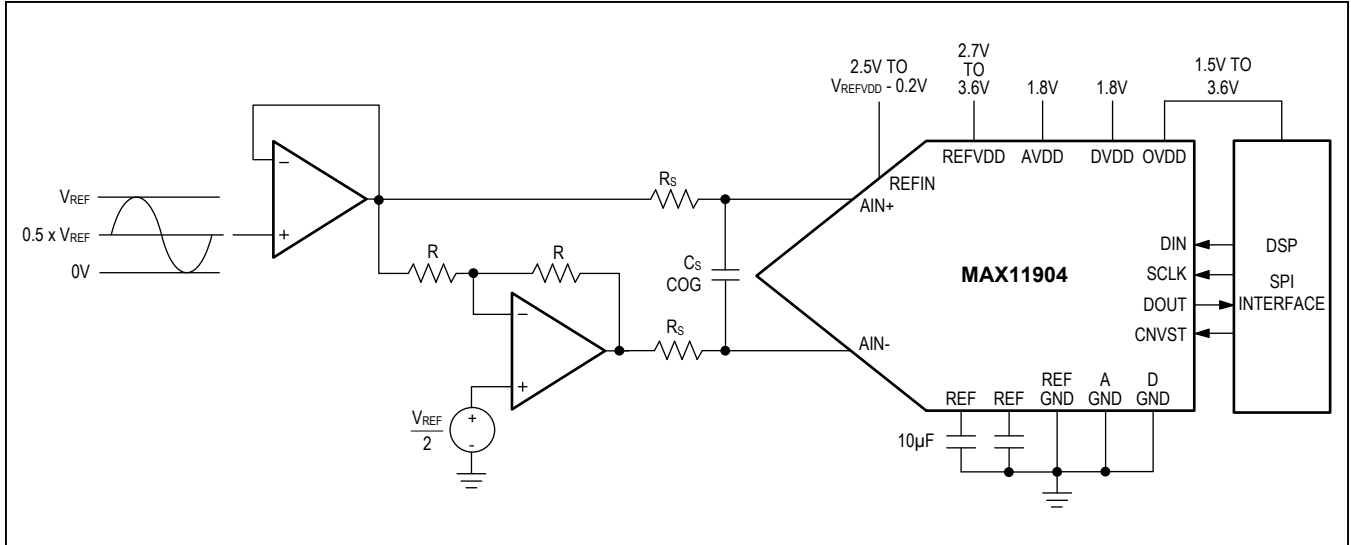 2.5V TO
VREFVDD - 0.2V
2.7V
TO
3.6V
1.8V
1.8V
1.5V TO
3.6V
REFVDD
AVDD
DVDD
OVDD
REFIN
AIN+
−
+
VREF
0.5 x VREF
0V
RS
R
R
CS
COG
MAX11904
DIN
SCLK
DOUT
CNVST
DSP
SPI
INTERFACE
−
+
RS
AIN-
VREF
2
+
-
REF
REF
REF
GND
A
GND
D
GND
10µF